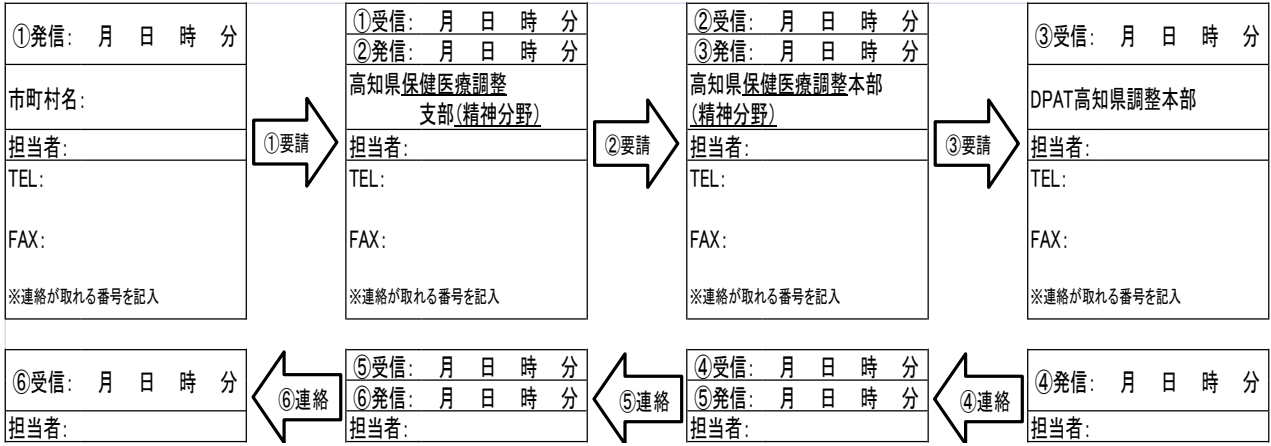 ①発信: 月 日 時 分
市町村名:
担当者:
TEL:
FAX:
※連絡が取れる番号を記入
①要請
①受信: 月 日 時 分
②発信: 月 日 時 分
高知県保健医療調整
支部(精神分野)
担当者:
TEL:
FAX:
※連絡が取れる番号を記入
②要請
②受信: 月 日 時 分
③発信: 月 日 時 分
高知県保健医療調整本部
(精神分野)
担当者:
TEL:
FAX:
※連絡が取れる番号を記入
③要請
③受信: 月 日 時 分
DPAT高知県調整本部
担当者:
TEL:
FAX:
※連絡が取れる番号を記入
⑥受信: 月 日 時 分
担当者:
⑥連絡
⑤受信: 月 日 時 分
⑥発信: 月 日 時 分
担当者:
⑤連絡
④受信: 月 日 時 分
⑤発信: 月 日 時 分
担当者:
④連絡
④発信: 月 日 時 分
担当者: